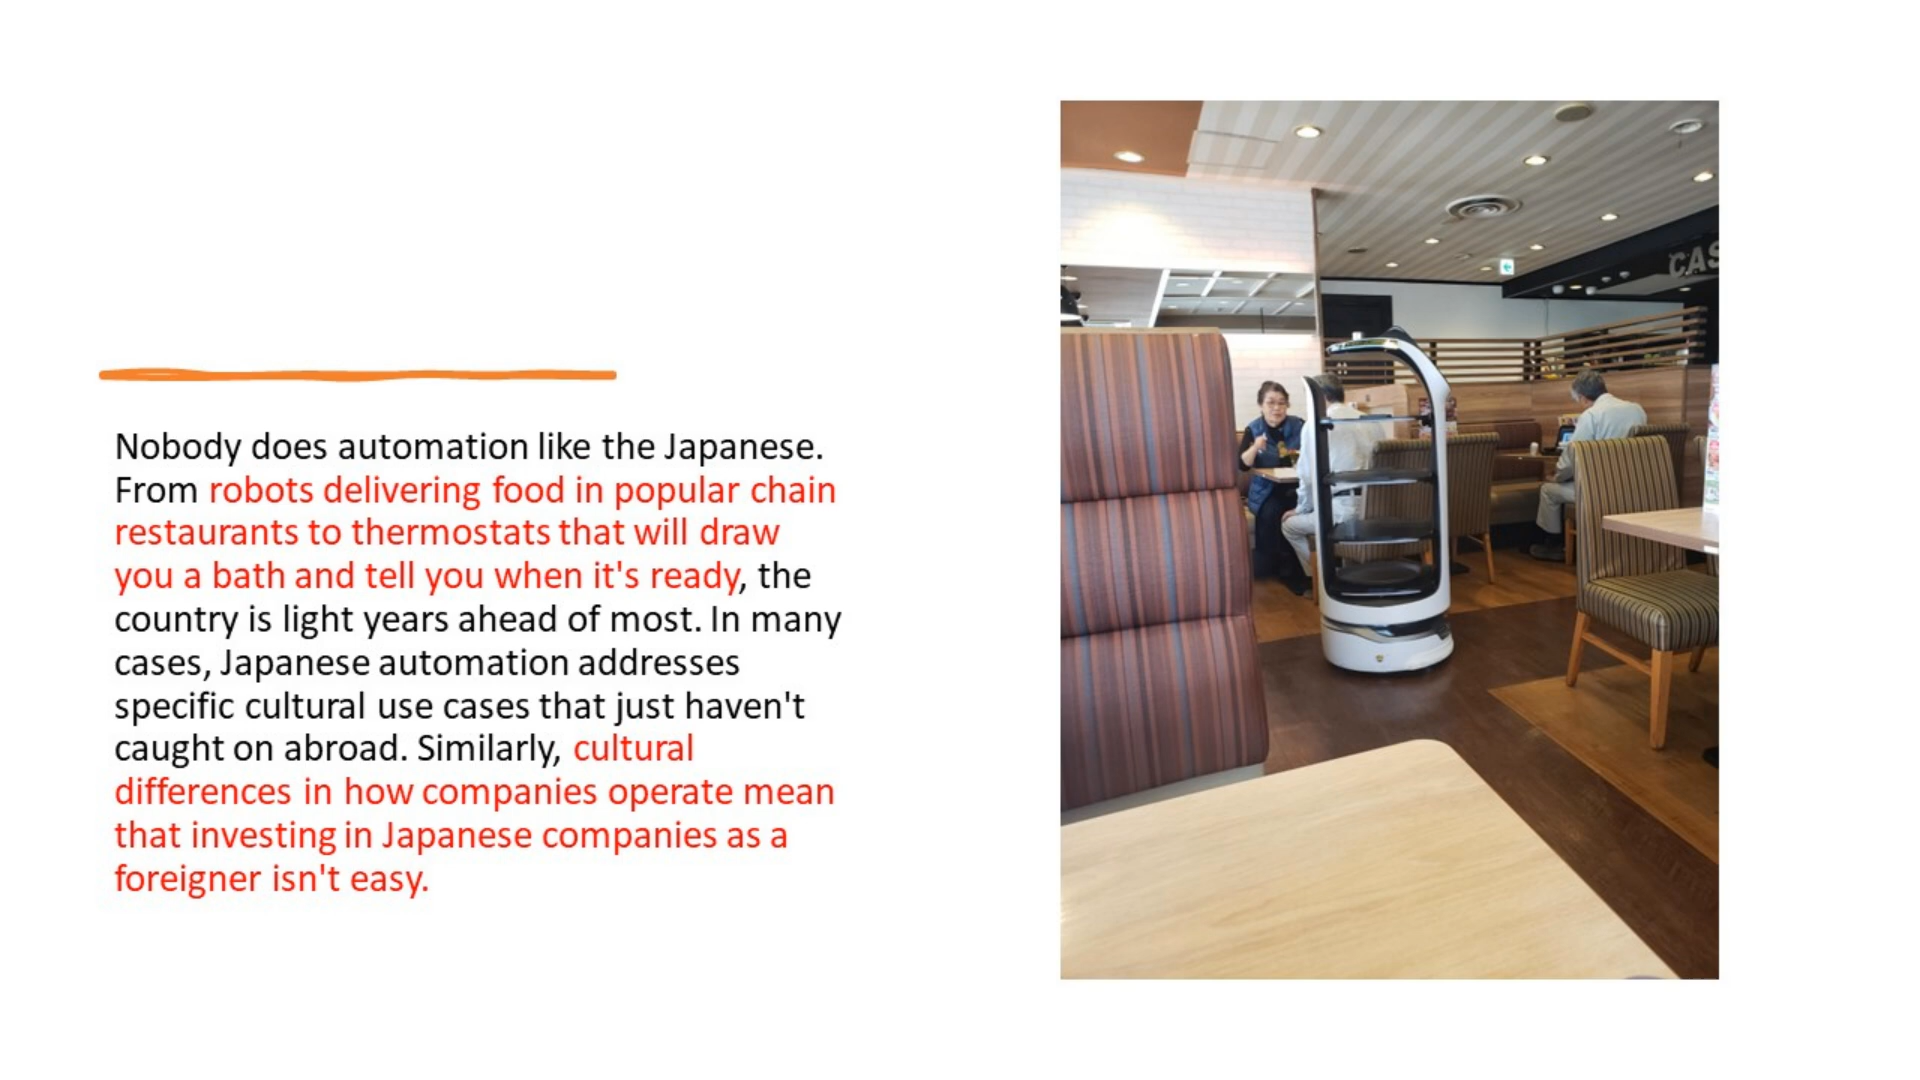 Nobody does automation like the Japanese.
From robots delivering food in popular chain
restaurants to thermostats that will draw
you a bath and tell you when it's ready, the
country is light years ahead of most. In many
cases, Japanese automation addresses
specific cultural use cases that just haven't
caught on abroad. Similarly, cultural
differences in how companies operate mean
that investing in Japanese companies as a
foreigner isn't easy.
CAS